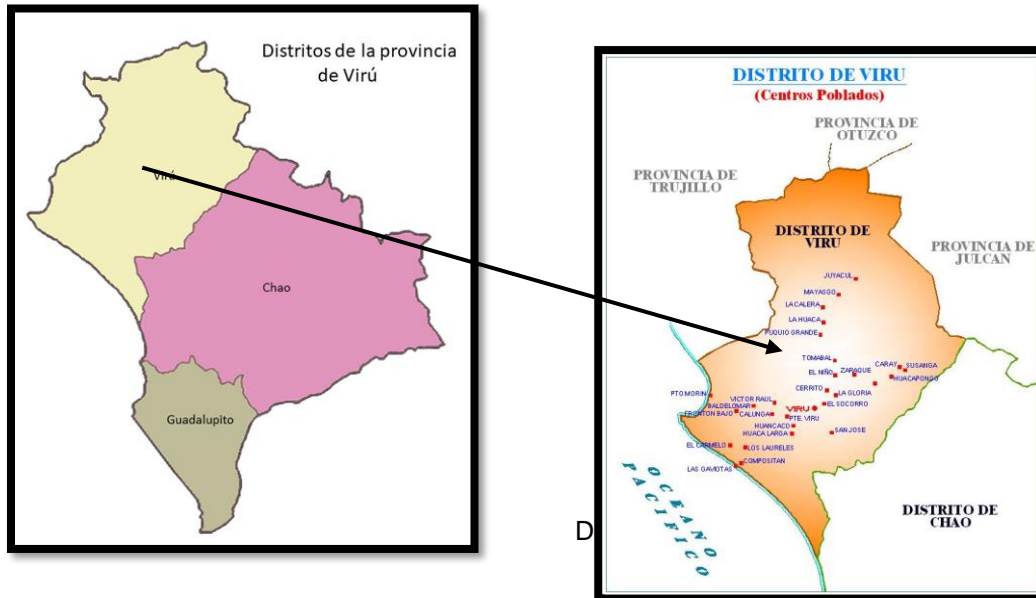 Distritos de la provincia
de Virú
Virú
Chao
Guadalupito
D
DISTRITO DE VIRU
(Centros Poblados)
PROVINCIA DE
OTUZCO
PROVINCIA DE
TRUJILLO
DISTRITO DE
VIRU
PROVINCIA DE
JULCAN
JUYACUL
MAYASGO
LA CALERA
LA HUACA
PUQUIO GRANDE
TOMABAL
CARAY
SUSANGA
EL NIÑO
ZARAQUE
HUACAPONGO
CERRITO
LA GLORIA
PTO MORIN
VICTOR RAUL
BALDELOMAR
EL SOCORRO
VIRU
FRONTON BAJO
CALUNGA
PTE. VIRU
HUANCACO
HUACA LARGA
SAN JOSE
EL CARMELO
LOS LAURELES
COMPOSITAN
LAS GAVIOTAS
OCEANO
PACIFICO
DISTRITO DE
CHAO